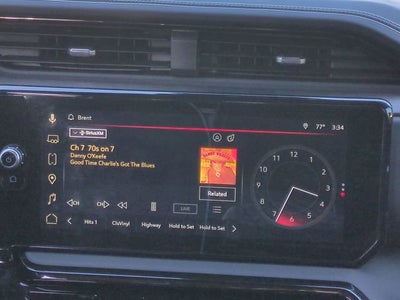 Brent
77° 3:34
SiriusXM
Ch 7 70s on 7
Danny O'Keefe
Good Time Charlie's Got The Blues
Related
CH CH LIVE
Hits 1 ClsVinyl Highway Hold to Set Hold to Set
12
1
2
3
4
5
6
7
8
9
10
11